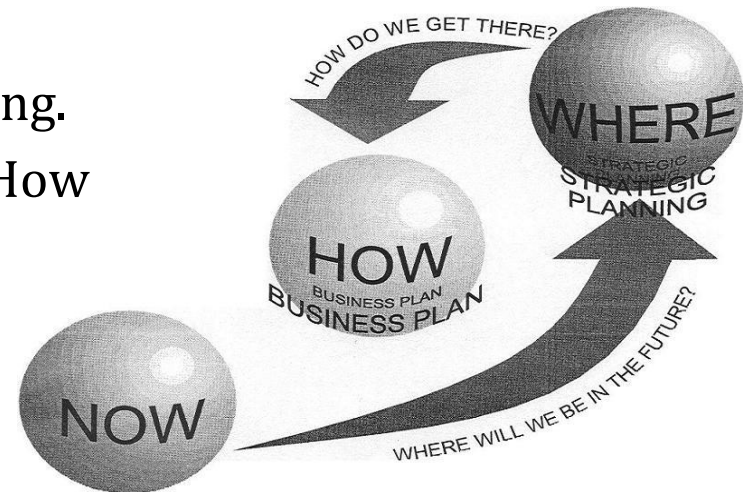 ng.
How
HOW DO WE GET THERE?
WHERE
STRATEGIC
STRATEGIC
PLANNING
HOW
BUSINESS PLAN
BUSINESS PLAN
NOW
WHERE WILL WE BE IN THE FUTURE?